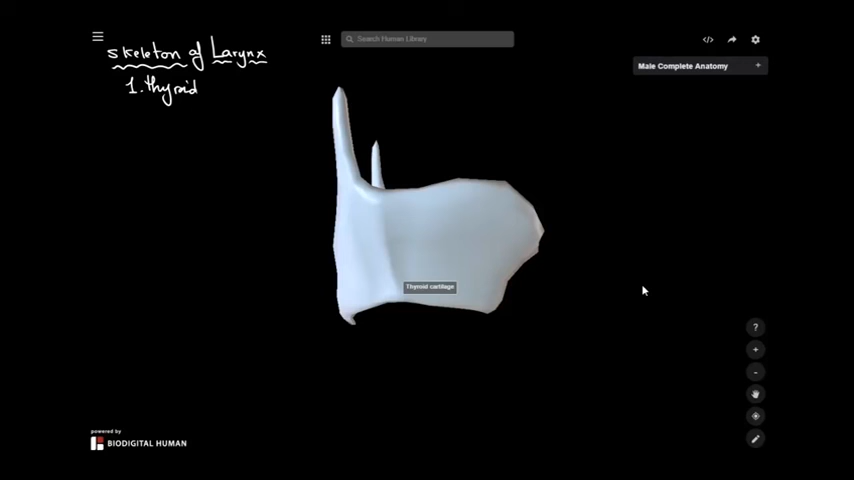 skeleton of Larynx
1. thyroid
Search Human Library
</>
Male Complete Anatomy +
Thyroid cartilage
?
+
-
powered by
BIODIGITAL HUMAN